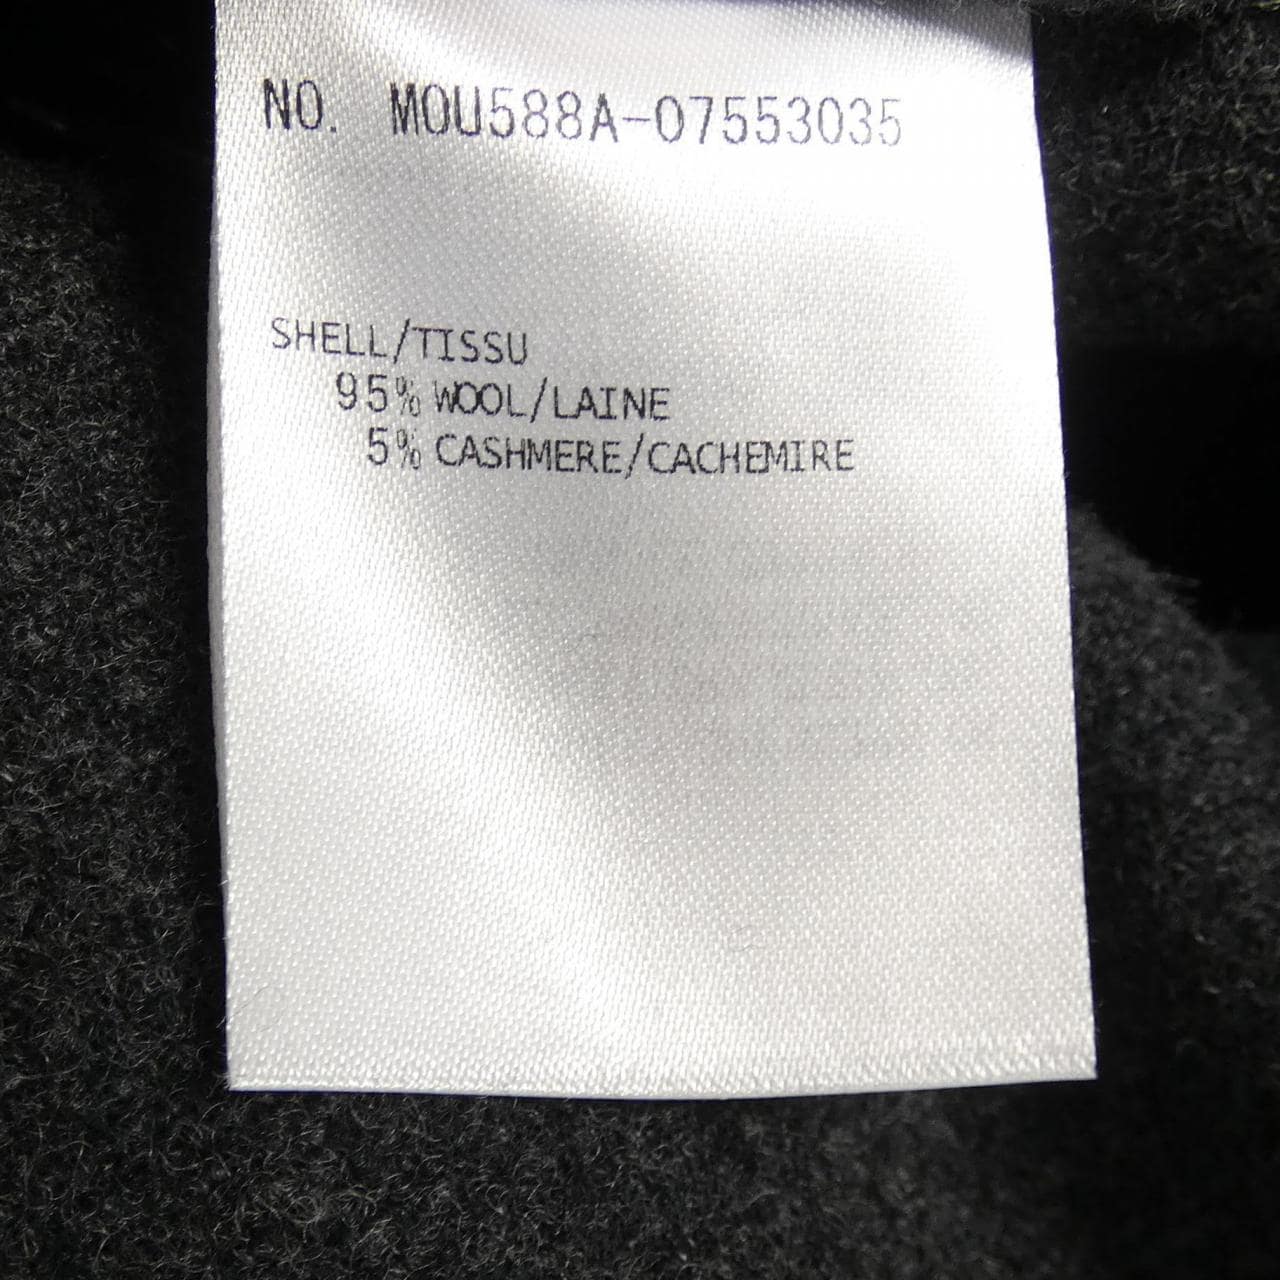 NO. MOU588A-07553035
SHELL/TISSU
95% WOOL/LAINE
5% CASHMERE/CACHEMIRE